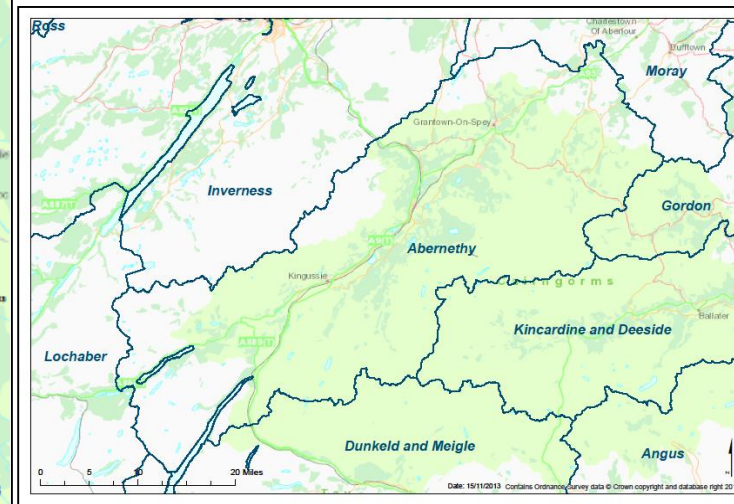 Ross
Charlestown
Of Aberlour
Dufftown
Moray
Grantown-On-Spey
Inverness
Gordon
Abernethy
Kingussie
Cairngorms
Kincardine and Deeside
Ballater
Lochaber
Dunkeld and Meigle
Angus
0 5 10 20 Miles
Date: 15/11/2013 Contains Ordnance Survey data © Crown copyright and database right 201